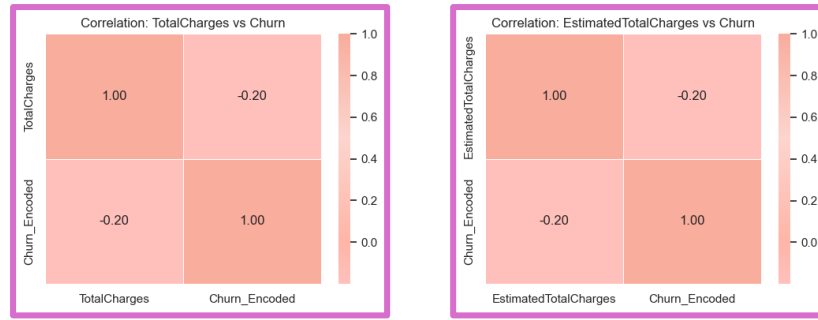 Correlation: TotalCharges vs Churn
TotalCharges
Churn_Encoded
1.00
-0.20
-0.20
1.00
TotalCharges
Churn_Encoded
1.0
0.8
0.6
0.4
0.2
0.0
Correlation: EstimatedTotalCharges vs Churn
EstimatedTotalCharges
Churn_Encoded
1.00
-0.20
-0.20
1.00
EstimatedTotalCharges
Churn_Encoded
1.0
0.8
0.6
0.4
0.2
0.0